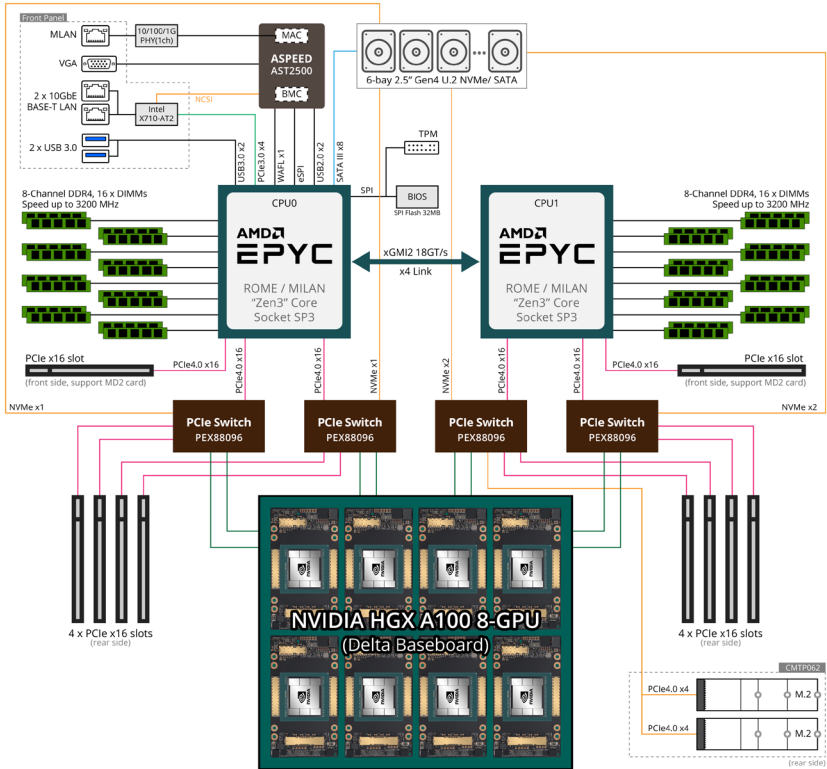 Front Panel
MLAN
10/100/1G
PHY(1ch)
MAC
ASPEED
AST2500
BMC
VGA
2 x 10GbE
BASE-T LAN
Intel
X710-AT2
NCSI
2 x USB 3.0
6-bay 2.5” Gen4 U.2 NVMe/ SATA
USB3.0 x2
PCIe3.0 x4
WAFL x1
eSPI
USB2.0 x2
SATA III x8
TPM
SPI
BIOS
SPI Flash 32MB
8-Channel DDR4, 16 x DIMMs
Speed up to 3200 MHz
CPU0
AMD
EPYC
ROME / MILAN
“Zen3” Core
Socket SP3
xGMI2 18GT/s
x4 Link
CPU1
AMD
EPYC
ROME / MILAN
“Zen3” Core
Socket SP3
8-Channel DDR4, 16 x DIMMs
Speed up to 3200 MHz
PCIe x16 slot
(front side, support MD2 card)
PCIe4.0 x16
PCIe4.0 x16
PCIe4.0 x16
NVMe x1
NVMe x2
PCIe4.0 x16
PCIe4.0 x16
PCIe4.0 x16
PCIe x16 slot
(front side, support MD2 card)
NVMe x1
NVMe x2
PCIe Switch
PEX88096
PCIe Switch
PEX88096
PCIe Switch
PEX88096
PCIe Switch
PEX88096
4 x PCIe x16 slots
(rear side)
NVIDIA
NVIDIA
NVIDIA
NVIDIA
NVIDIA HGX A100 8-GPU
(Delta Baseboard)
NVIDIA
NVIDIA
NVIDIA
NVIDIA
4 x PCIe x16 slots
(rear side)
CMTP062
PCIe4.0 x4
M.2
PCIe4.0 x4
M.2
(rear side)